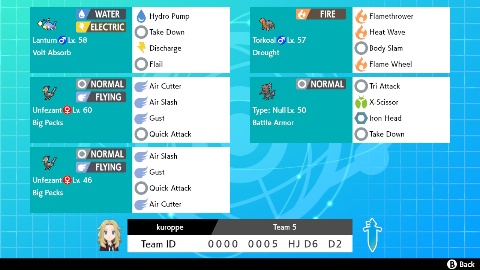 WATER
ELECTRIC
Lanturn♂Lv. 58
Volt Absorb
Hydro Pump
Take Down
Discharge
Flail
FIRE
Torkoal♂Lv. 57
Drought
Flamethrower
Heat Wave
Body Slam
Flame Wheel
NORMAL
FLYING
Unfezant♀Lv. 60
Big Pecks
Air Cutter
Air Slash
Gust
Quick Attack
NORMAL
Type: Null Lv. 50
Battle Armor
Tri Attack
X-Scissor
Iron Head
Take Down
NORMAL
FLYING
Unfezant♀Lv. 46
Big Pecks
Air Slash
Gust
Quick Attack
Air Cutter
kuroppe Team 5
Team ID 0000 0005 HJD6 D2
B Back